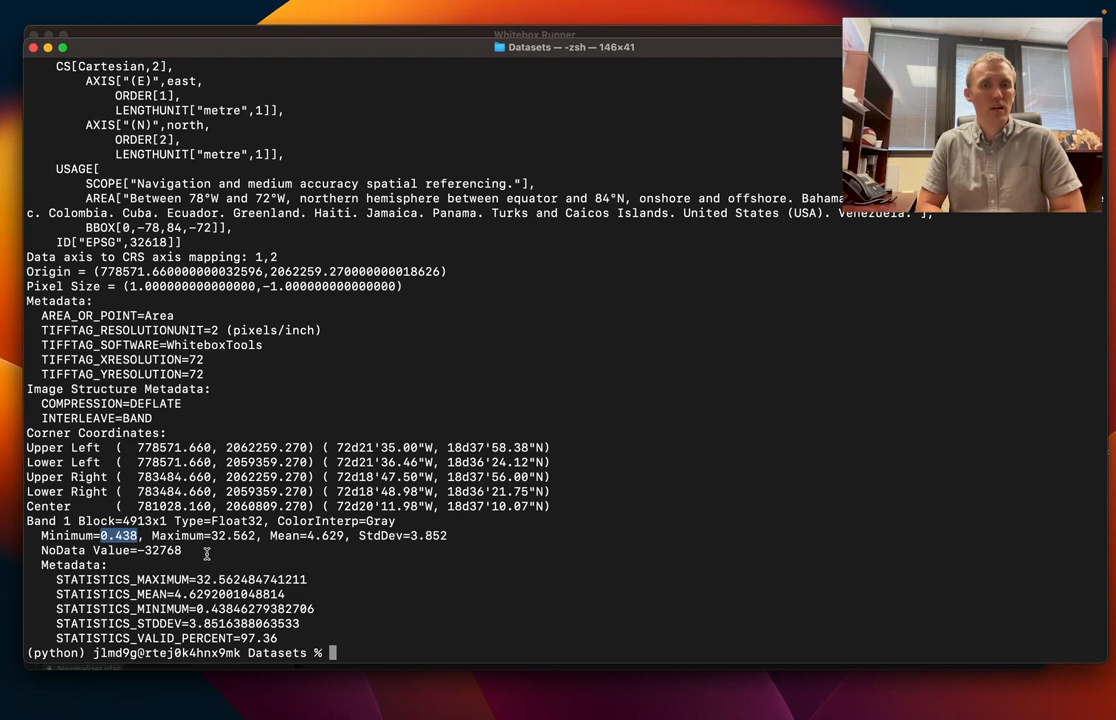 Whitebox Runner
Datasets — -zsh — 146×41
CS[Cartesian,2],
AXIS["(E)",east,
ORDER[1],
LENGTHUNIT["metre",1]],
AXIS["(N)",north,
ORDER[2],
LENGTHUNIT["metre",1]],
USAGE[
SCOPE["Navigation and medium accuracy spatial referencing."],
AREA["Between 78°W and 72°W, northern hemisphere between equator and 84°N, onshore and offshore. Bahama
c. Colombia. Cuba. Ecuador. Greenland. Haiti. Jamaica. Panama. Turks and Caicos Islands. United States (USA). Venezuela."],
BBOX[0,-78,84,-72]],
ID["EPSG",32618]]
Data axis to CRS axis mapping: 1,2
Origin = (778571.660000000032596,2062259.270000000018626)
Pixel Size = (1.000000000000000,-1.000000000000000)
Metadata:
AREA_OR_POINT=Area
TIFFTAG_RESOLUTIONUNIT=2 (pixels/inch)
TIFFTAG_SOFTWARE=WhiteboxTools
TIFFTAG_XRESOLUTION=72
TIFFTAG_YRESOLUTION=72
Image Structure Metadata:
COMPRESSION=DEFLATE
INTERLEAVE=BAND
Corner Coordinates:
Upper Left  (  778571.660, 2062259.270) ( 72d21'35.00"W, 18d37'58.38"N)
Lower Left  (  778571.660, 2059359.270) ( 72d21'36.46"W, 18d36'24.12"N)
Upper Right (  783484.660, 2062259.270) ( 72d18'47.50"W, 18d37'56.00"N)
Lower Right (  783484.660, 2059359.270) ( 72d18'48.98"W, 18d36'21.75"N)
Center      (  781028.160, 2060809.270) ( 72d20'11.98"W, 18d37'10.07"N)
Band 1 Block=4913x1 Type=Float32, ColorInterp=Gray
Minimum=0.438, Maximum=32.562, Mean=4.629, StdDev=3.852
NoData Value=-32768
Metadata:
STATISTICS_MAXIMUM=32.562484741211
STATISTICS_MEAN=4.6292001048814
STATISTICS_MINIMUM=0.43846279382706
STATISTICS_STDDEV=3.8516388063533
STATISTICS_VALID_PERCENT=97.36
(python) jlmd9g@rtej0k4hnx9mk Datasets %